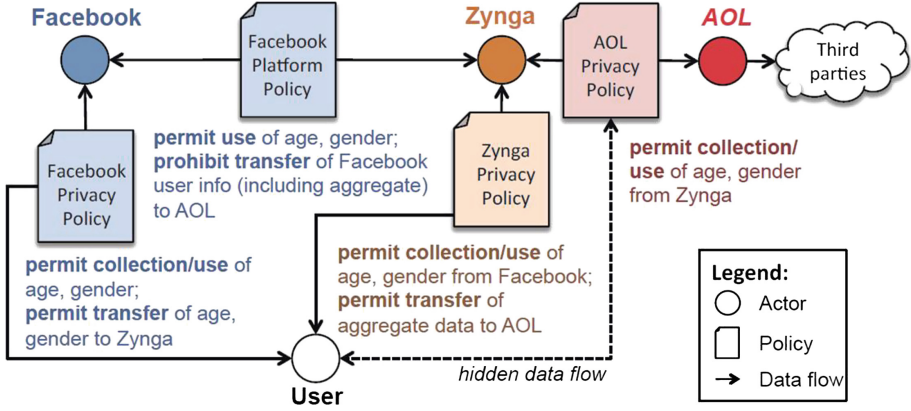 Facebook
Zynga
AOL
Facebook
Platform
Policy
AOL
Privacy
Policy
Third
parties
Facebook
Privacy
Policy
permit use of age, gender;
prohibit transfer of Facebook
user info (including aggregate)
to AOL
Zynga
Privacy
Policy
permit collection/
use of age, gender
from Zynga
permit collection/use of
age, gender;
permit transfer of age,
gender to Zynga
permit collection/use of
age, gender from Facebook;
permit transfer of
aggregate data to AOL
hidden data flow
User
Legend:
Actor
Policy
Data flow